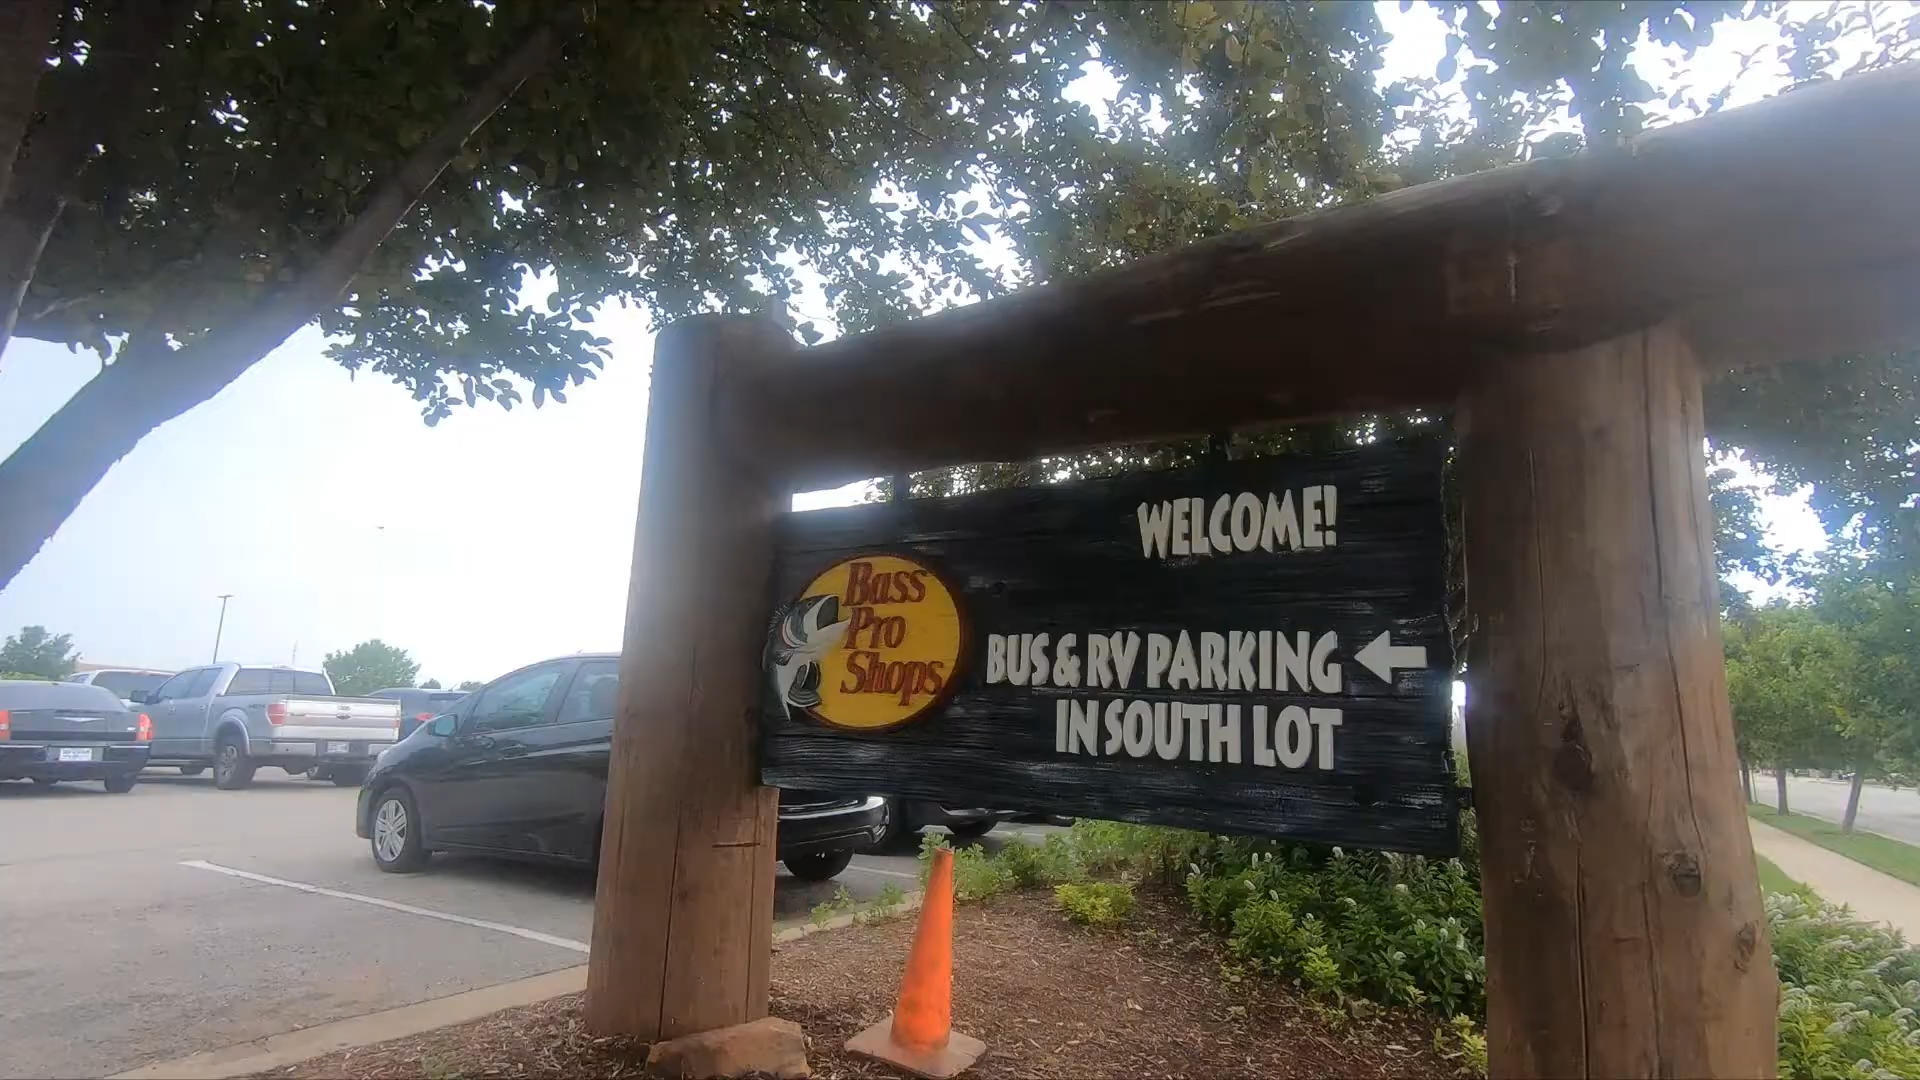 WELCOME!
Bass
Pro
Shops
BUS & RV PARKING
IN SOUTH LOT